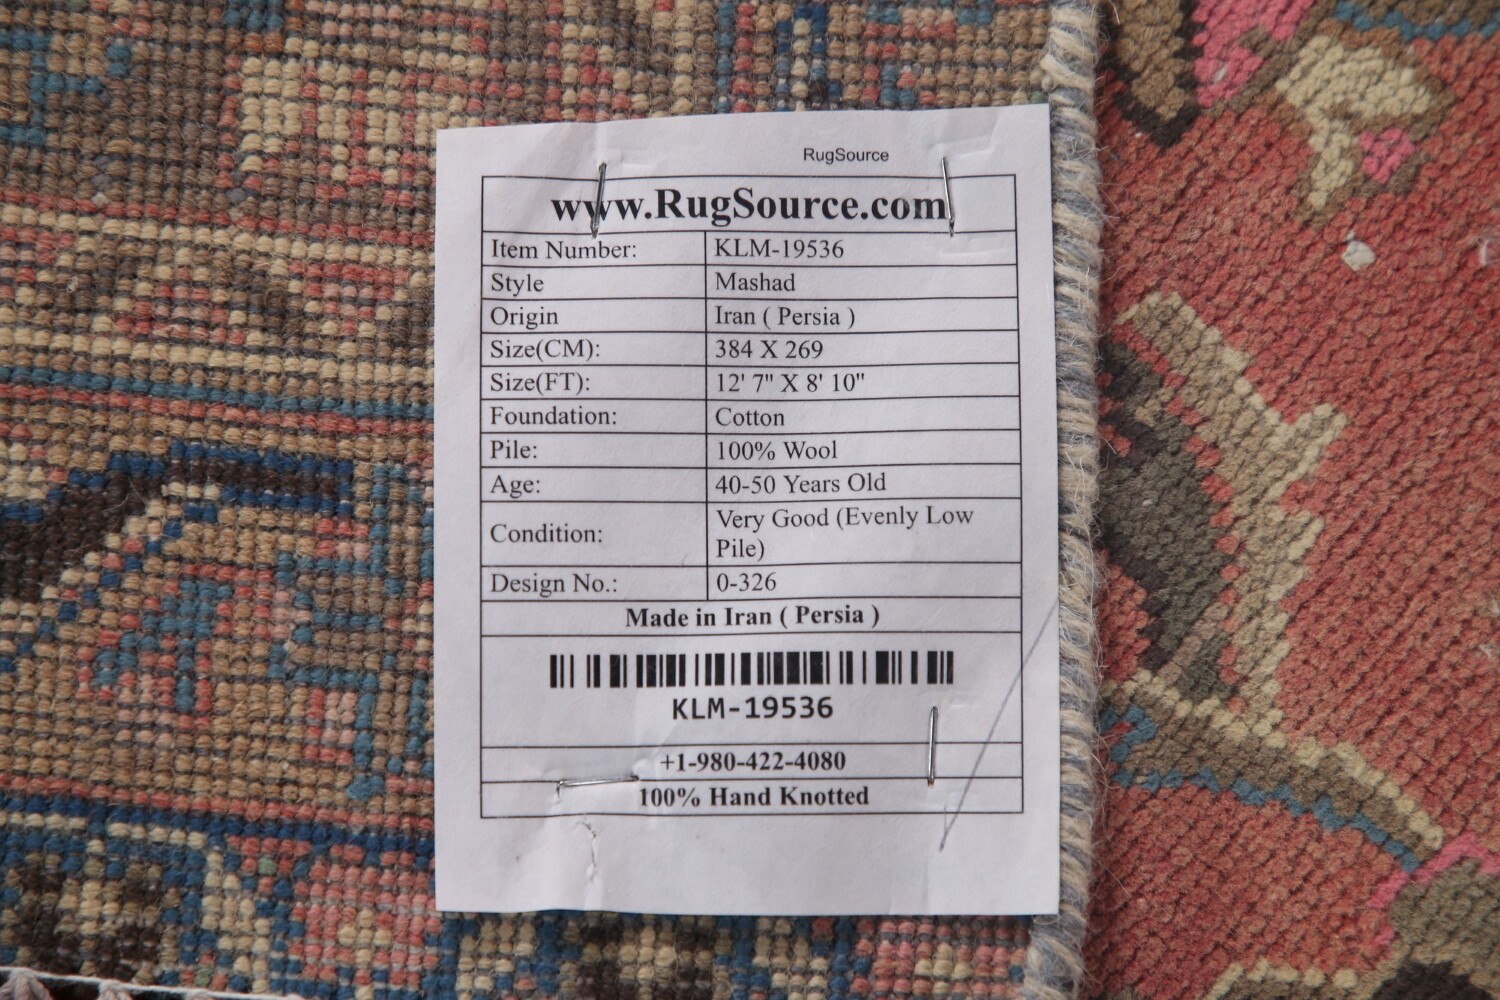 RugSource
www.RugSource.com
Item Number: KLM-19536
Style Mashad
Origin Iran ( Persia )
Size(CM): 384 X 269
Size(FT): 12' 7" X 8' 10"
Foundation: Cotton
Pile: 100% Wool
Age: 40-50 Years Old
Condition: Very Good (Evenly Low
Pile)
Design No.: 0-326
Made in Iran ( Persia )
KLM-19536
+1-980-422-4080
100% Hand Knotted